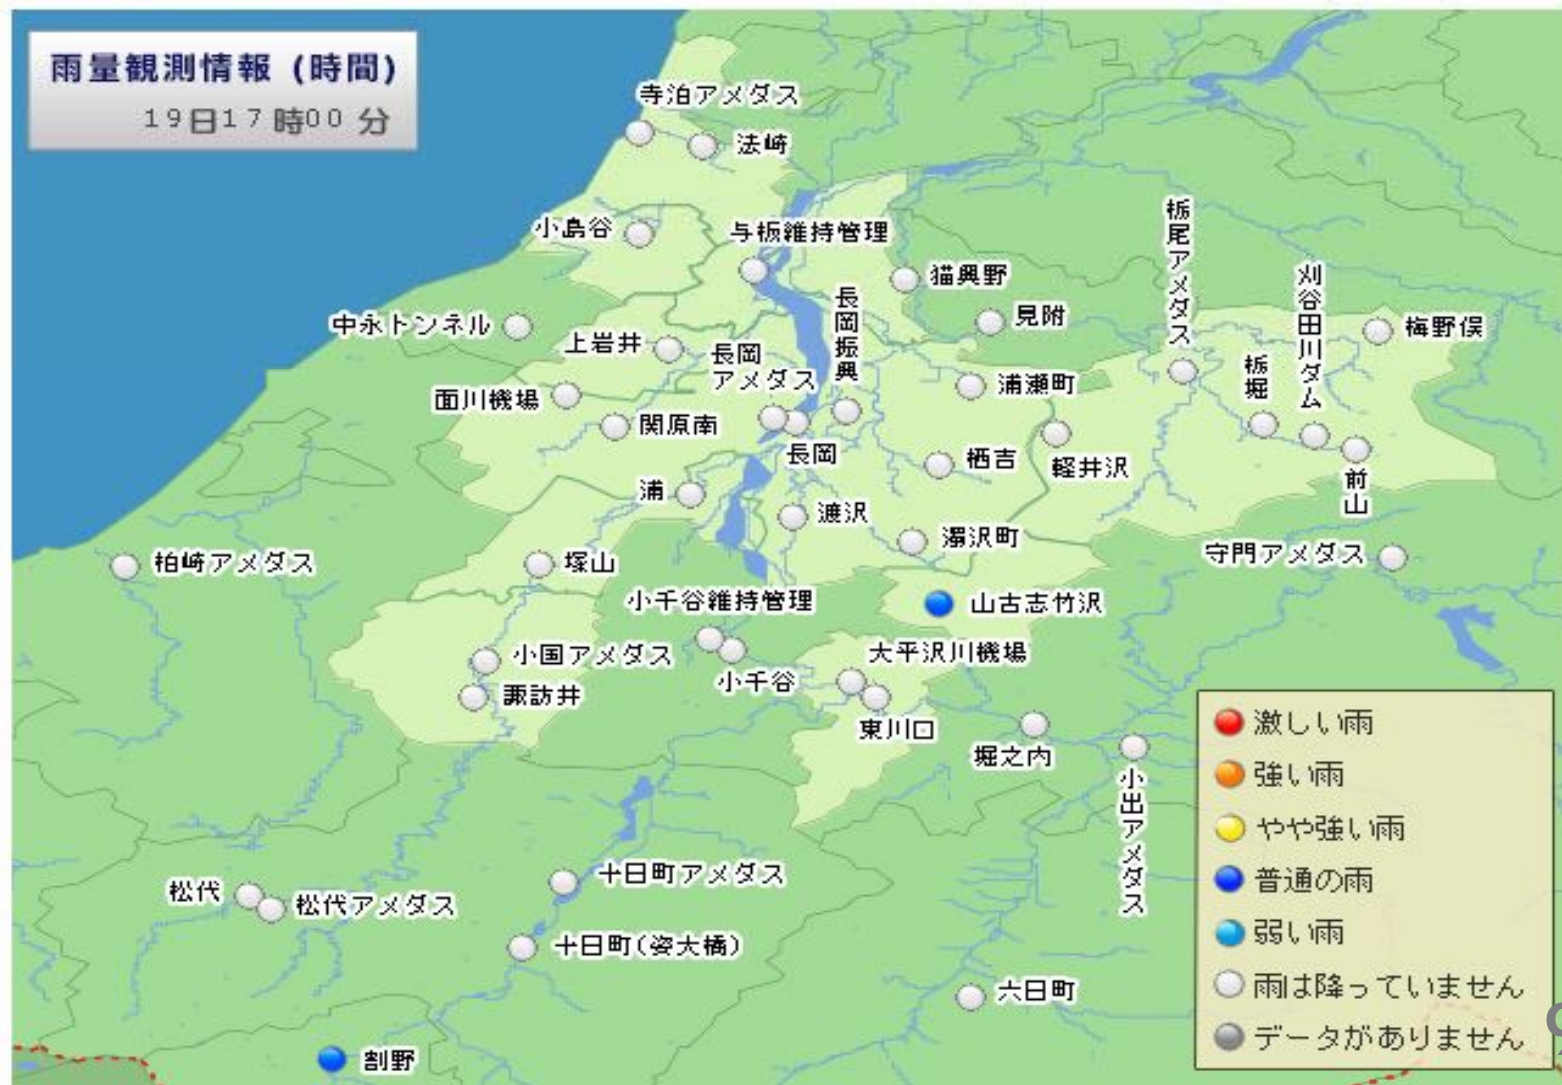 雨量観測情報 (時間)
19日17時00分
寺泊アメダス
法崎
小島谷
与板維持管理
猫興野
見附
栃尾アメダス
刈谷田川ダム
梅野俣
中永トンネル
上岩井
長岡
アメダス
長岡振興
面川機場
関原南
長岡
浦瀬町
栖吉
軽井沢
栃堀
前山
浦
渡沢
濁沢町
守門アメダス
柏崎アメダス
塚山
小千谷維持管理
山古志竹沢
小国アメダス
諏訪井
小千谷
大平沢川機場
東川口
堀之内
小出アメダス
松代
松代アメダス
十日町アメダス
十日町(姿大橋)
六日町
割野
激しい雨
強い雨
やや強い雨
普通の雨
弱い雨
雨は降っていません
データがありません